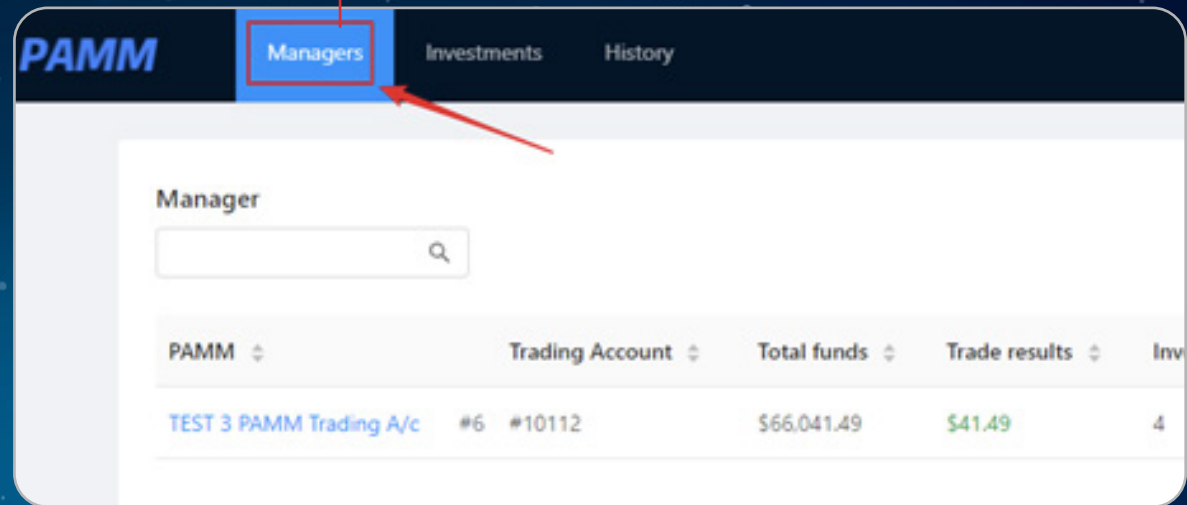 PAMM Managers Investments History
Manager
PAMM Trading Account Total funds Trade results Inv
TEST 3 PAMM Trading A/c #6 #10112 $66,041.49 $41.49 4